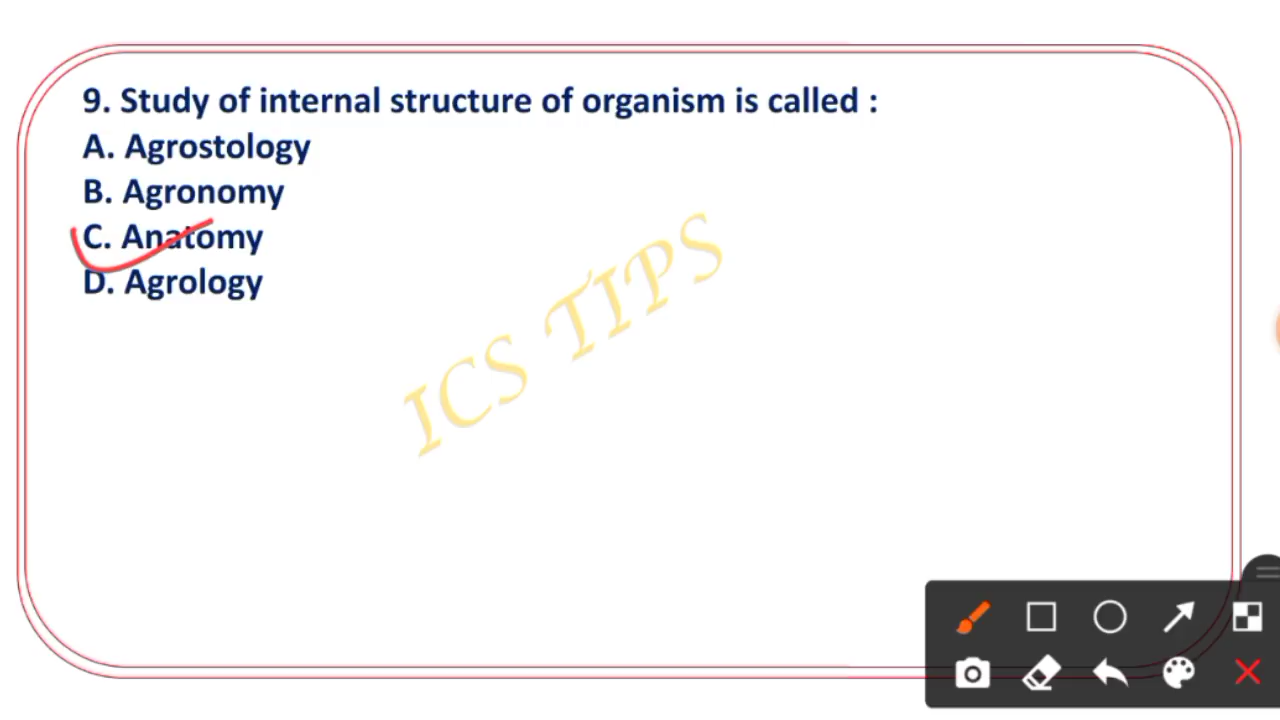 9. Study of internal structure of organism is called :
A. Agrostology
B. Agronomy
C. Anatomy
D. Agrology
ICS TIPS